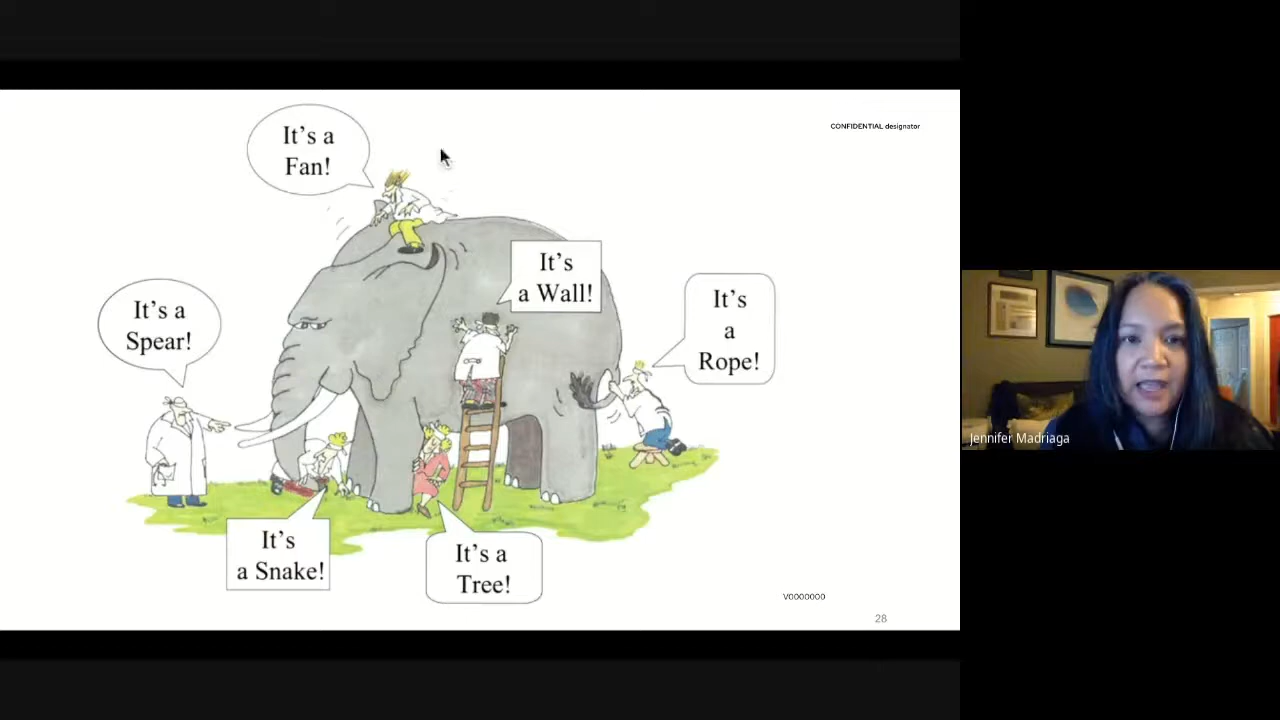 It's a
Fan!
CONFIDENTIAL designator
It's
a Wall!
It's a
Spear!
It's
a
Rope!
It's
a Snake!
It's a
Tree!
V0000000
28
Jennifer Madriaga